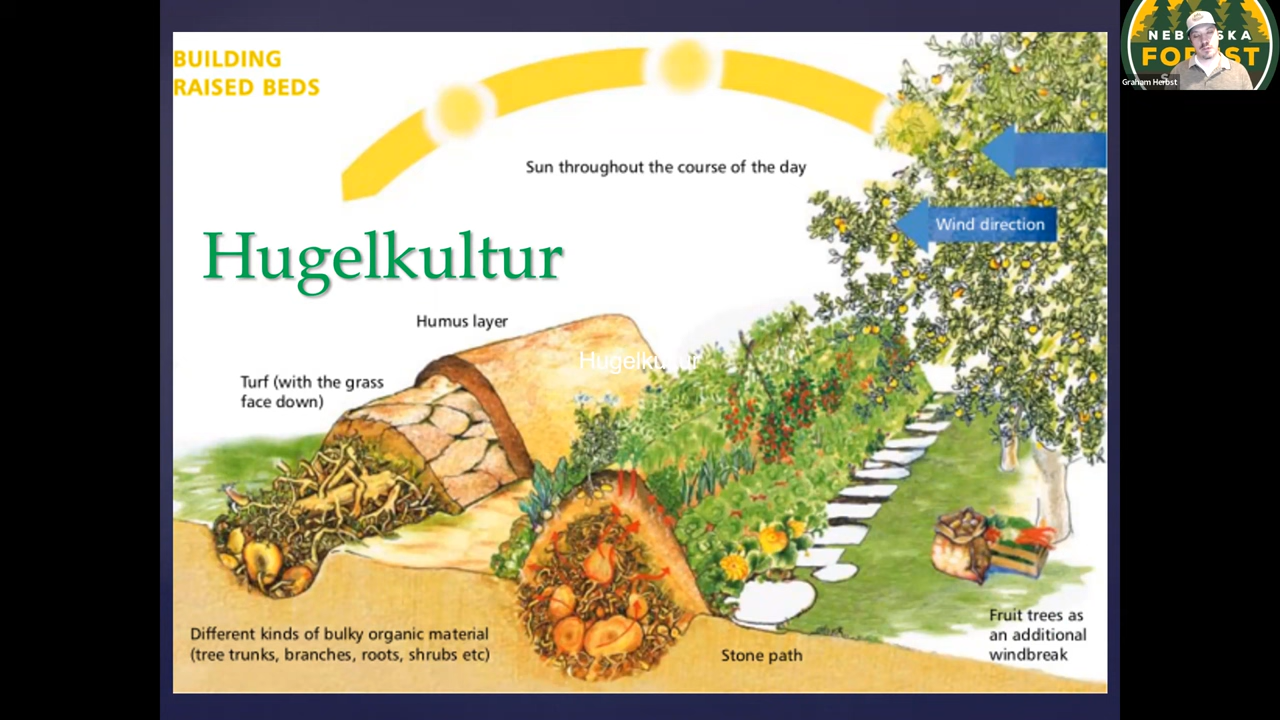 BUILDING
RAISED BEDS
NEBRASKA
FOREST
Graham Herbst
Sun throughout the course of the day
Wind direction
Hugelkultur
Humus layer
Hugelkultur
Turf (with the grass
face down)
Different kinds of bulky organic material
(tree trunks, branches, roots, shrubs etc)
Stone path
Fruit trees as
an additional
windbreak